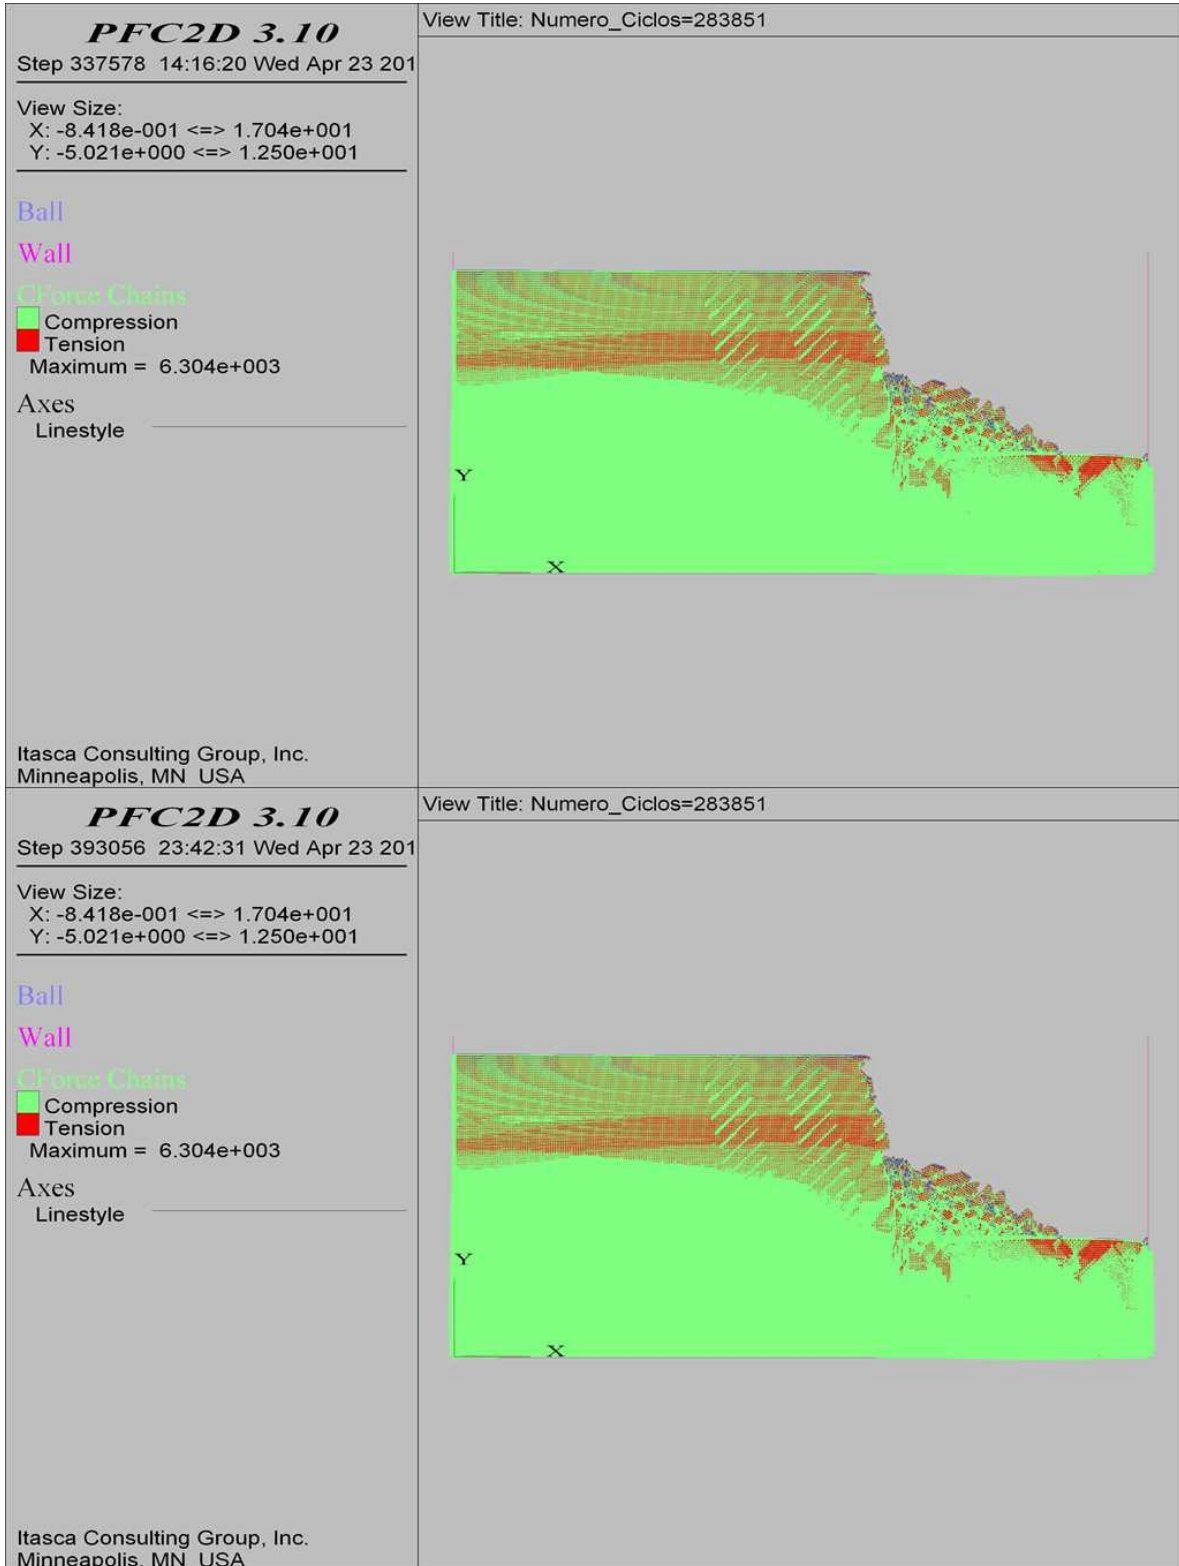 PFC2D 3.10
Step 337578 14:16:20 Wed Apr 23 201
View Size:
X: -8.418e-001 <=> 1.704e+001
Y: -5.021e+000 <=> 1.250e+001
Ball
Wall
CForce Chains
Compression
Tension
Maximum = 6.304e+003
Axes
Linestyle
Itasca Consulting Group, Inc.
Minneapolis, MN USA
View Title: Numero_Ciclos=283851
Y
X
PFC2D 3.10
Step 393056 23:42:31 Wed Apr 23 201
View Size:
X: -8.418e-001 <=> 1.704e+001
Y: -5.021e+000 <=> 1.250e+001
Ball
Wall
CForce Chains
Compression
Tension
Maximum = 6.304e+003
Axes
Linestyle
Itasca Consulting Group, Inc.
Minneapolis, MN USA
View Title: Numero_Ciclos=283851
Y
X